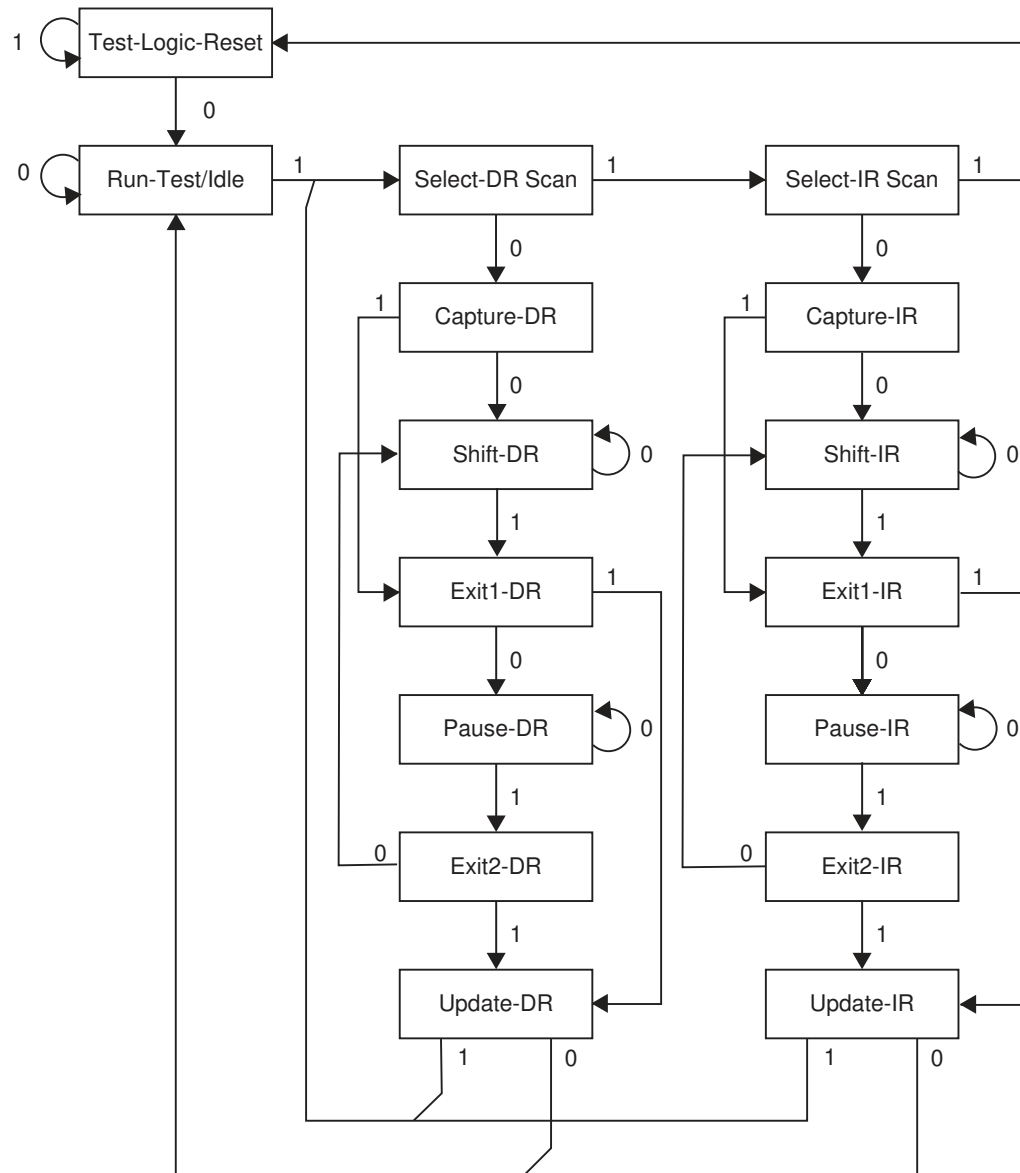 1 Test-Logic-Reset
0
0 Run-Test/Idle 1 Select-DR Scan 1 Select-IR Scan 1
0 0
1 Capture-DR 1 Capture-IR
0 0
Shift-DR 0 Shift-IR 0
1 1
Exit1-DR 1 Exit1-IR 1
0 0
Pause-DR 0 Pause-IR 0
1 1
0 Exit2-DR 0 Exit2-IR
1 1
Update-DR Update-IR
1 0 1 0